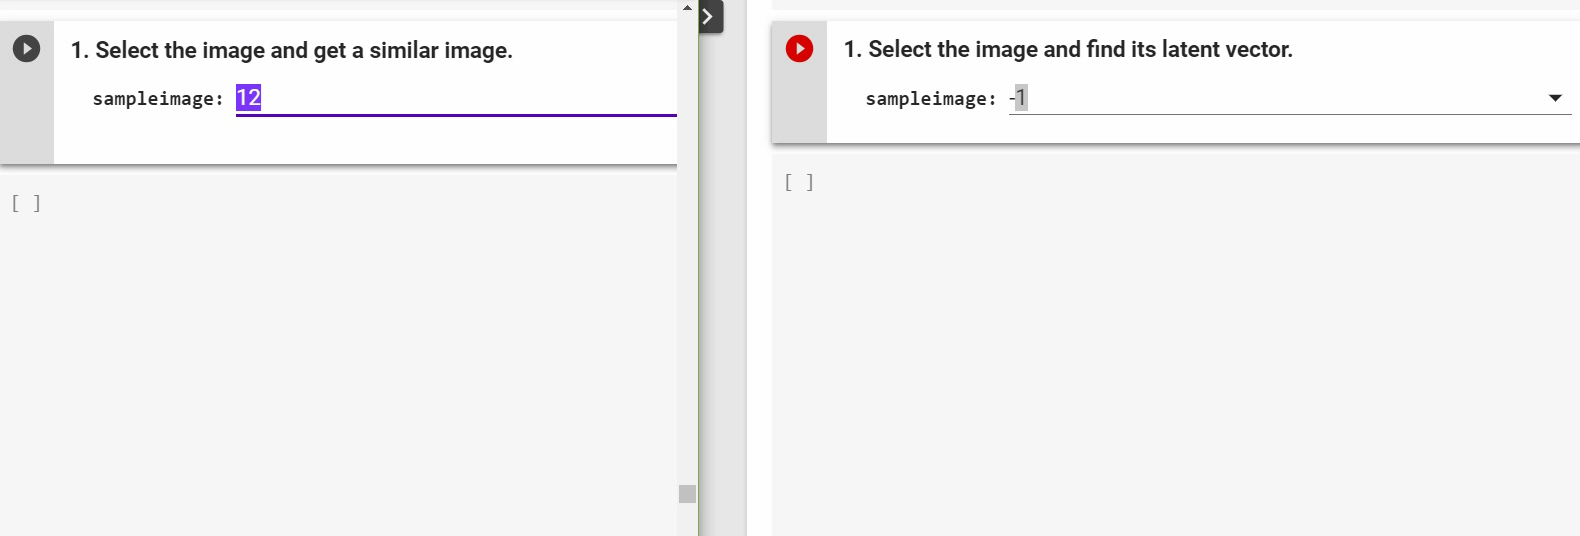 1. Select the image and get a similar image.
sampleimage: 12
[ ]
1. Select the image and find its latent vector.
sampleimage: -1
[ ]